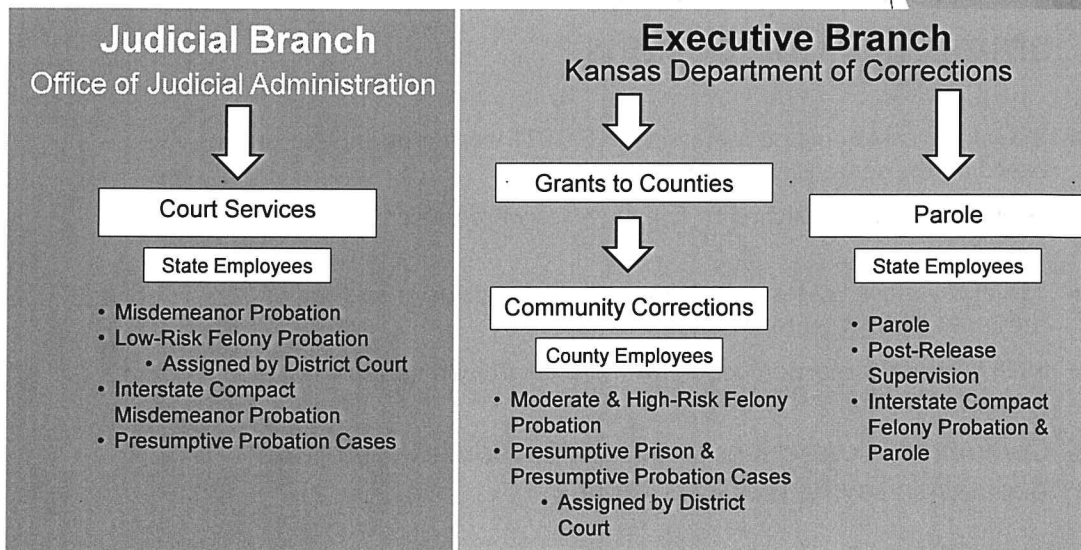 Judicial Branch
Office of Judicial Administration
Court Services
State Employees
• Misdemeanor Probation
• Low-Risk Felony Probation
• Assigned by District Court
• Interstate Compact
Misdemeanor Probation
• Presumptive Probation Cases
Executive Branch
Kansas Department of Corrections
Grants to Counties
Community Corrections
County Employees
• Moderate & High-Risk Felony
Probation
• Presumptive Prison &
Presumptive Probation Cases
• Assigned by District
Court
Parole
State Employees
• Parole
• Post-Release
Supervision
• Interstate Compact
Felony Probation &
Parole